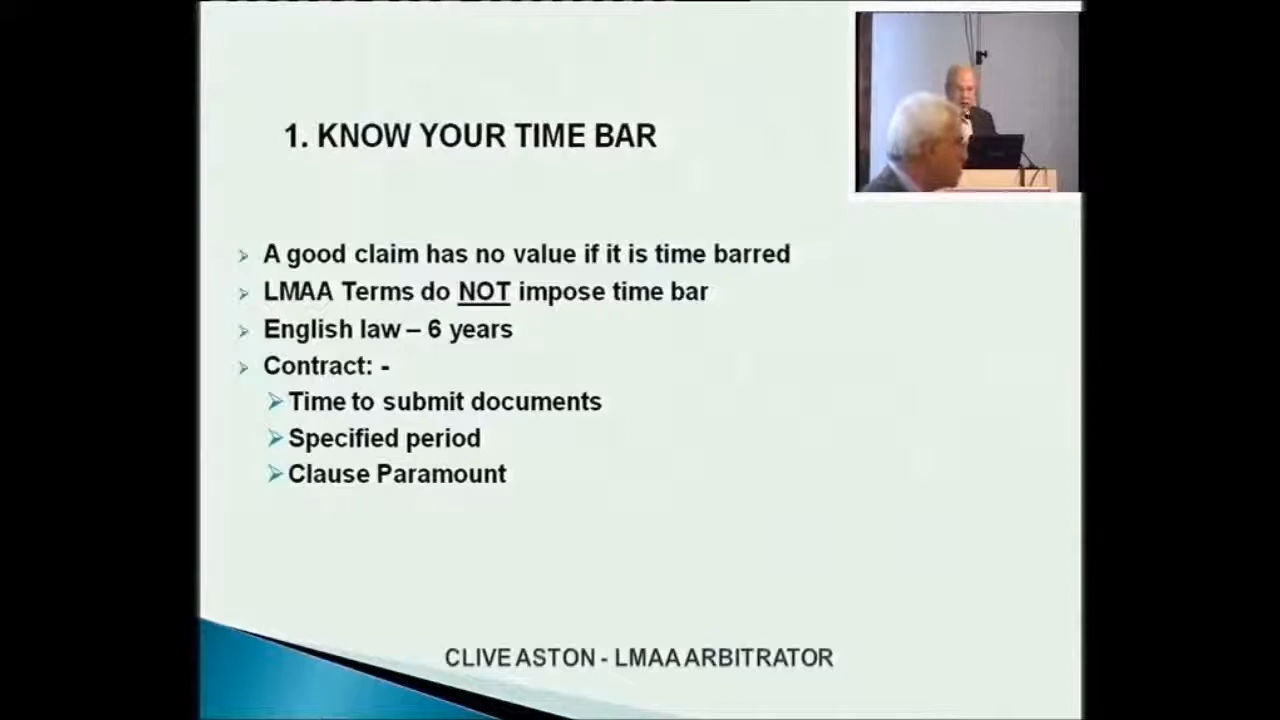 1. KNOW YOUR TIME BAR
A good claim has no value if it is time barred
LMAA Terms do NOT impose time bar
English law – 6 years
Contract: -
Time to submit documents
Specified period
Clause Paramount
CLIVE ASTON - LMAA ARBITRATOR